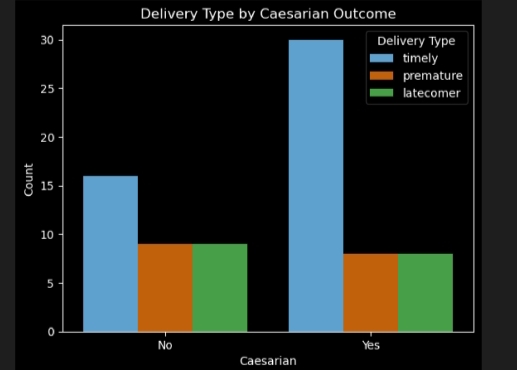 Delivery Type by Caesarian Outcome
Delivery Type
timely
premature
latecomer
30
25
20
15
10
5
0
Count
No
Yes
Caesarian